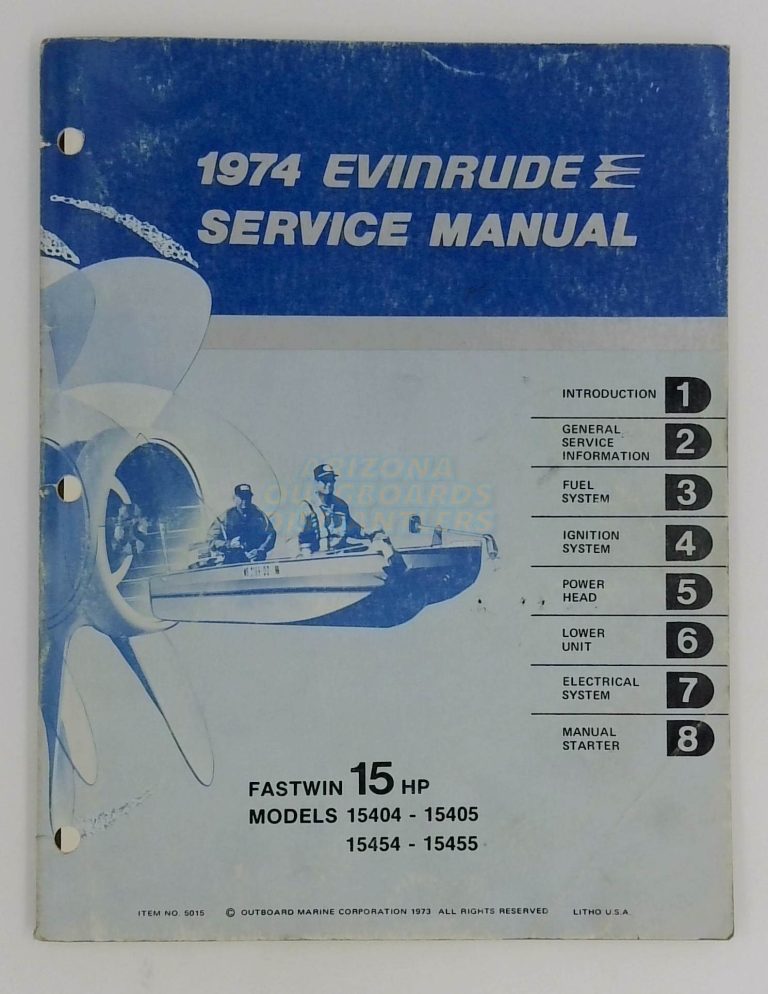 1974 EVINRUDE
SERVICE MANUAL
INTRODUCTION 1
GENERAL
SERVICE
INFORMATION 2
FUEL
SYSTEM 3
IGNITION
SYSTEM 4
POWER
HEAD 5
LOWER
UNIT 6
ELECTRICAL
SYSTEM 7
MANUAL
STARTER 8
ARIZONA
OUTBOARDS
FASTWIN 15 HP
MODELS 15404 - 15405
15454 - 15455
ITEM NO. 5015 © OUTBOARD MARINE CORPORATION 1973 ALL RIGHTS RESERVED LITHO U.S.A.